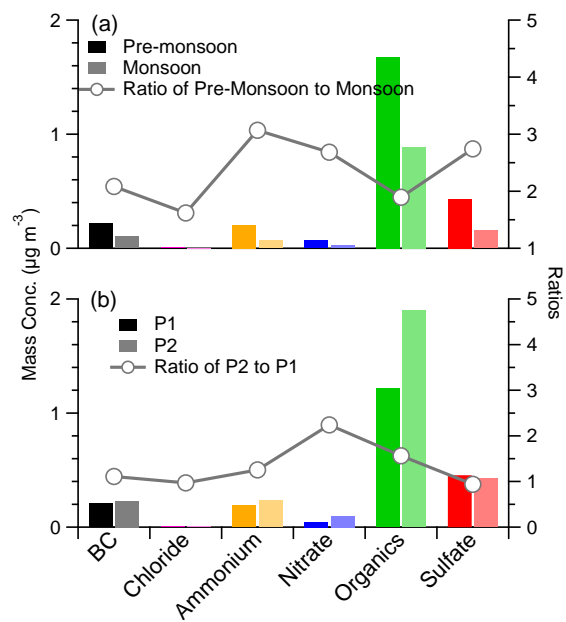 (a)
Pre-monsoon
Monsoon
Ratio of Pre-Monsoon to Monsoon
2
1
0
5
4
3
2
1
Mass Conc. (µg m⁻³)
Ratios
(b)
P1
P2
Ratio of P2 to P1
2
1
0
5
4
3
2
1
0
BC
Chloride
Ammonium
Nitrate
Organics
Sulfate